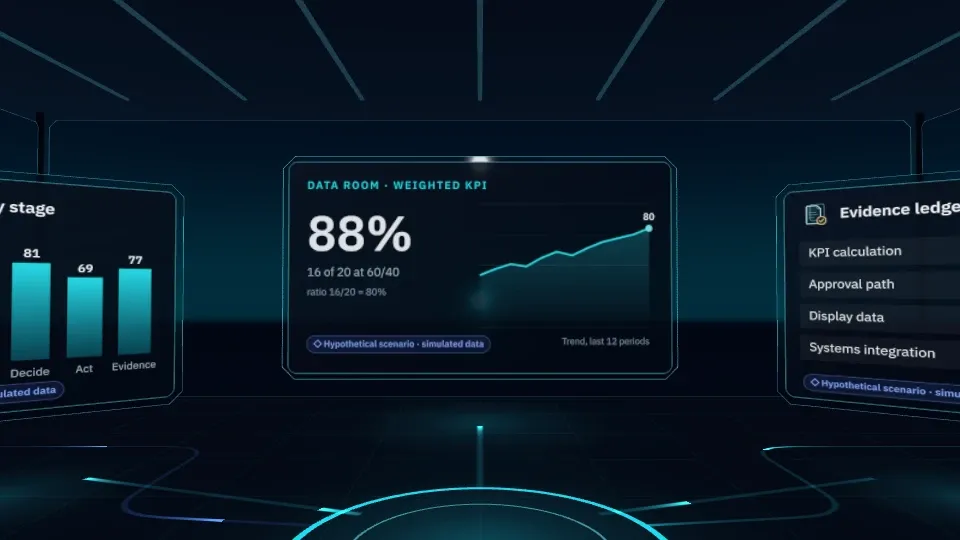 y stage
81
69
77
Decide
Act
Evidence
ulated data
DATA ROOM · WEIGHTED KPI
88%
16 of 20 at 60/40
ratio 16/20 = 80%
80
Hypothetical scenario · simulated data
Trend, last 12 periods
Evidence ledge
KPI calculation
Approval path
Display data
Systems integration
Hypothetical scenario · simu